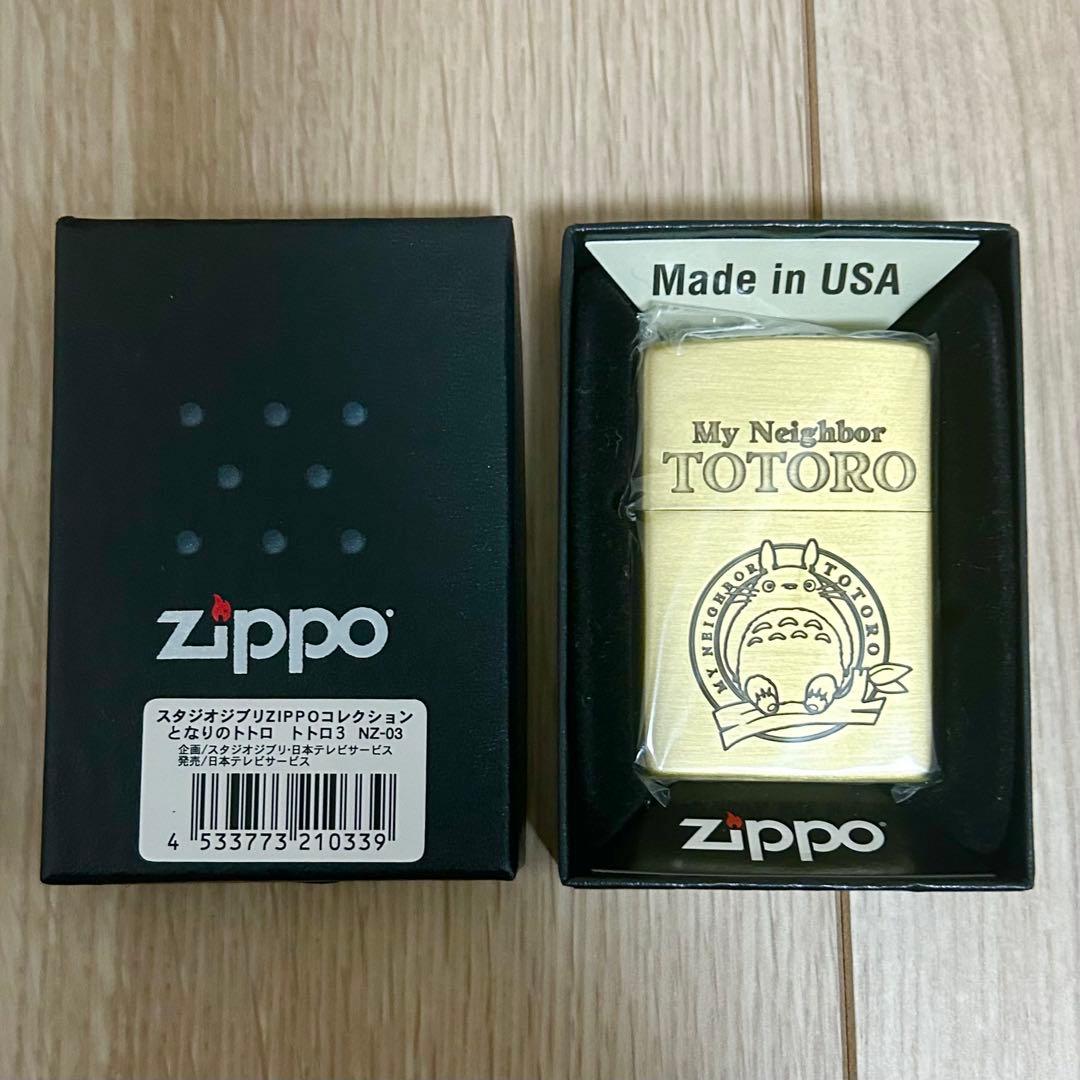 zippo
スタジオジブリZIPPOコレクション
となりのトトロ トトロ3 NZ-03
企画/スタジオジブリ・日本テレビサービス
発売/日本テレビサービス
4 533773 210339
Made in USA
My Neighbor
TOTORO
MY NEIGHBOR TOTORO
zippo